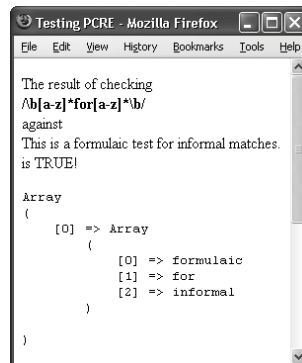 Testing PCRE - Mozilla Firefox
File Edit View History Bookmarks Tools Help
The result of checking
/\b[a-z]*for[a-z]*\b/
against
This is a formulaic test for informal matches.
is TRUE!
Array
(
[0] => Array
(
[0] => formulaic
[1] => for
[2] => informal
)
)